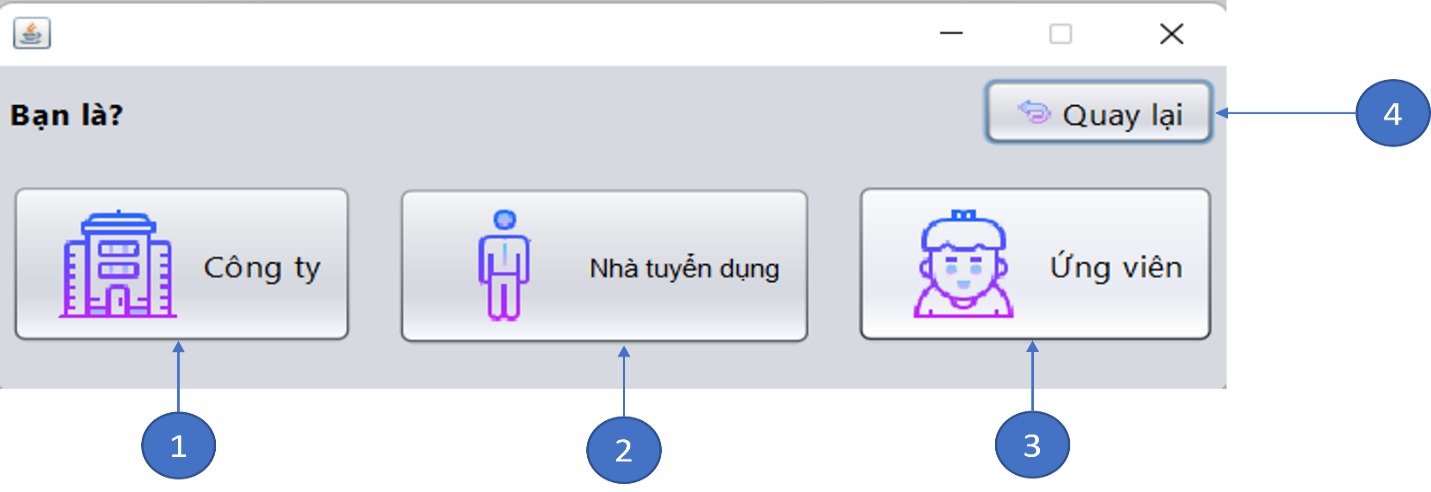 Bạn là?
Quay lại
4
Công ty
Nhà tuyển dụng
Ứng viên
1
2
3